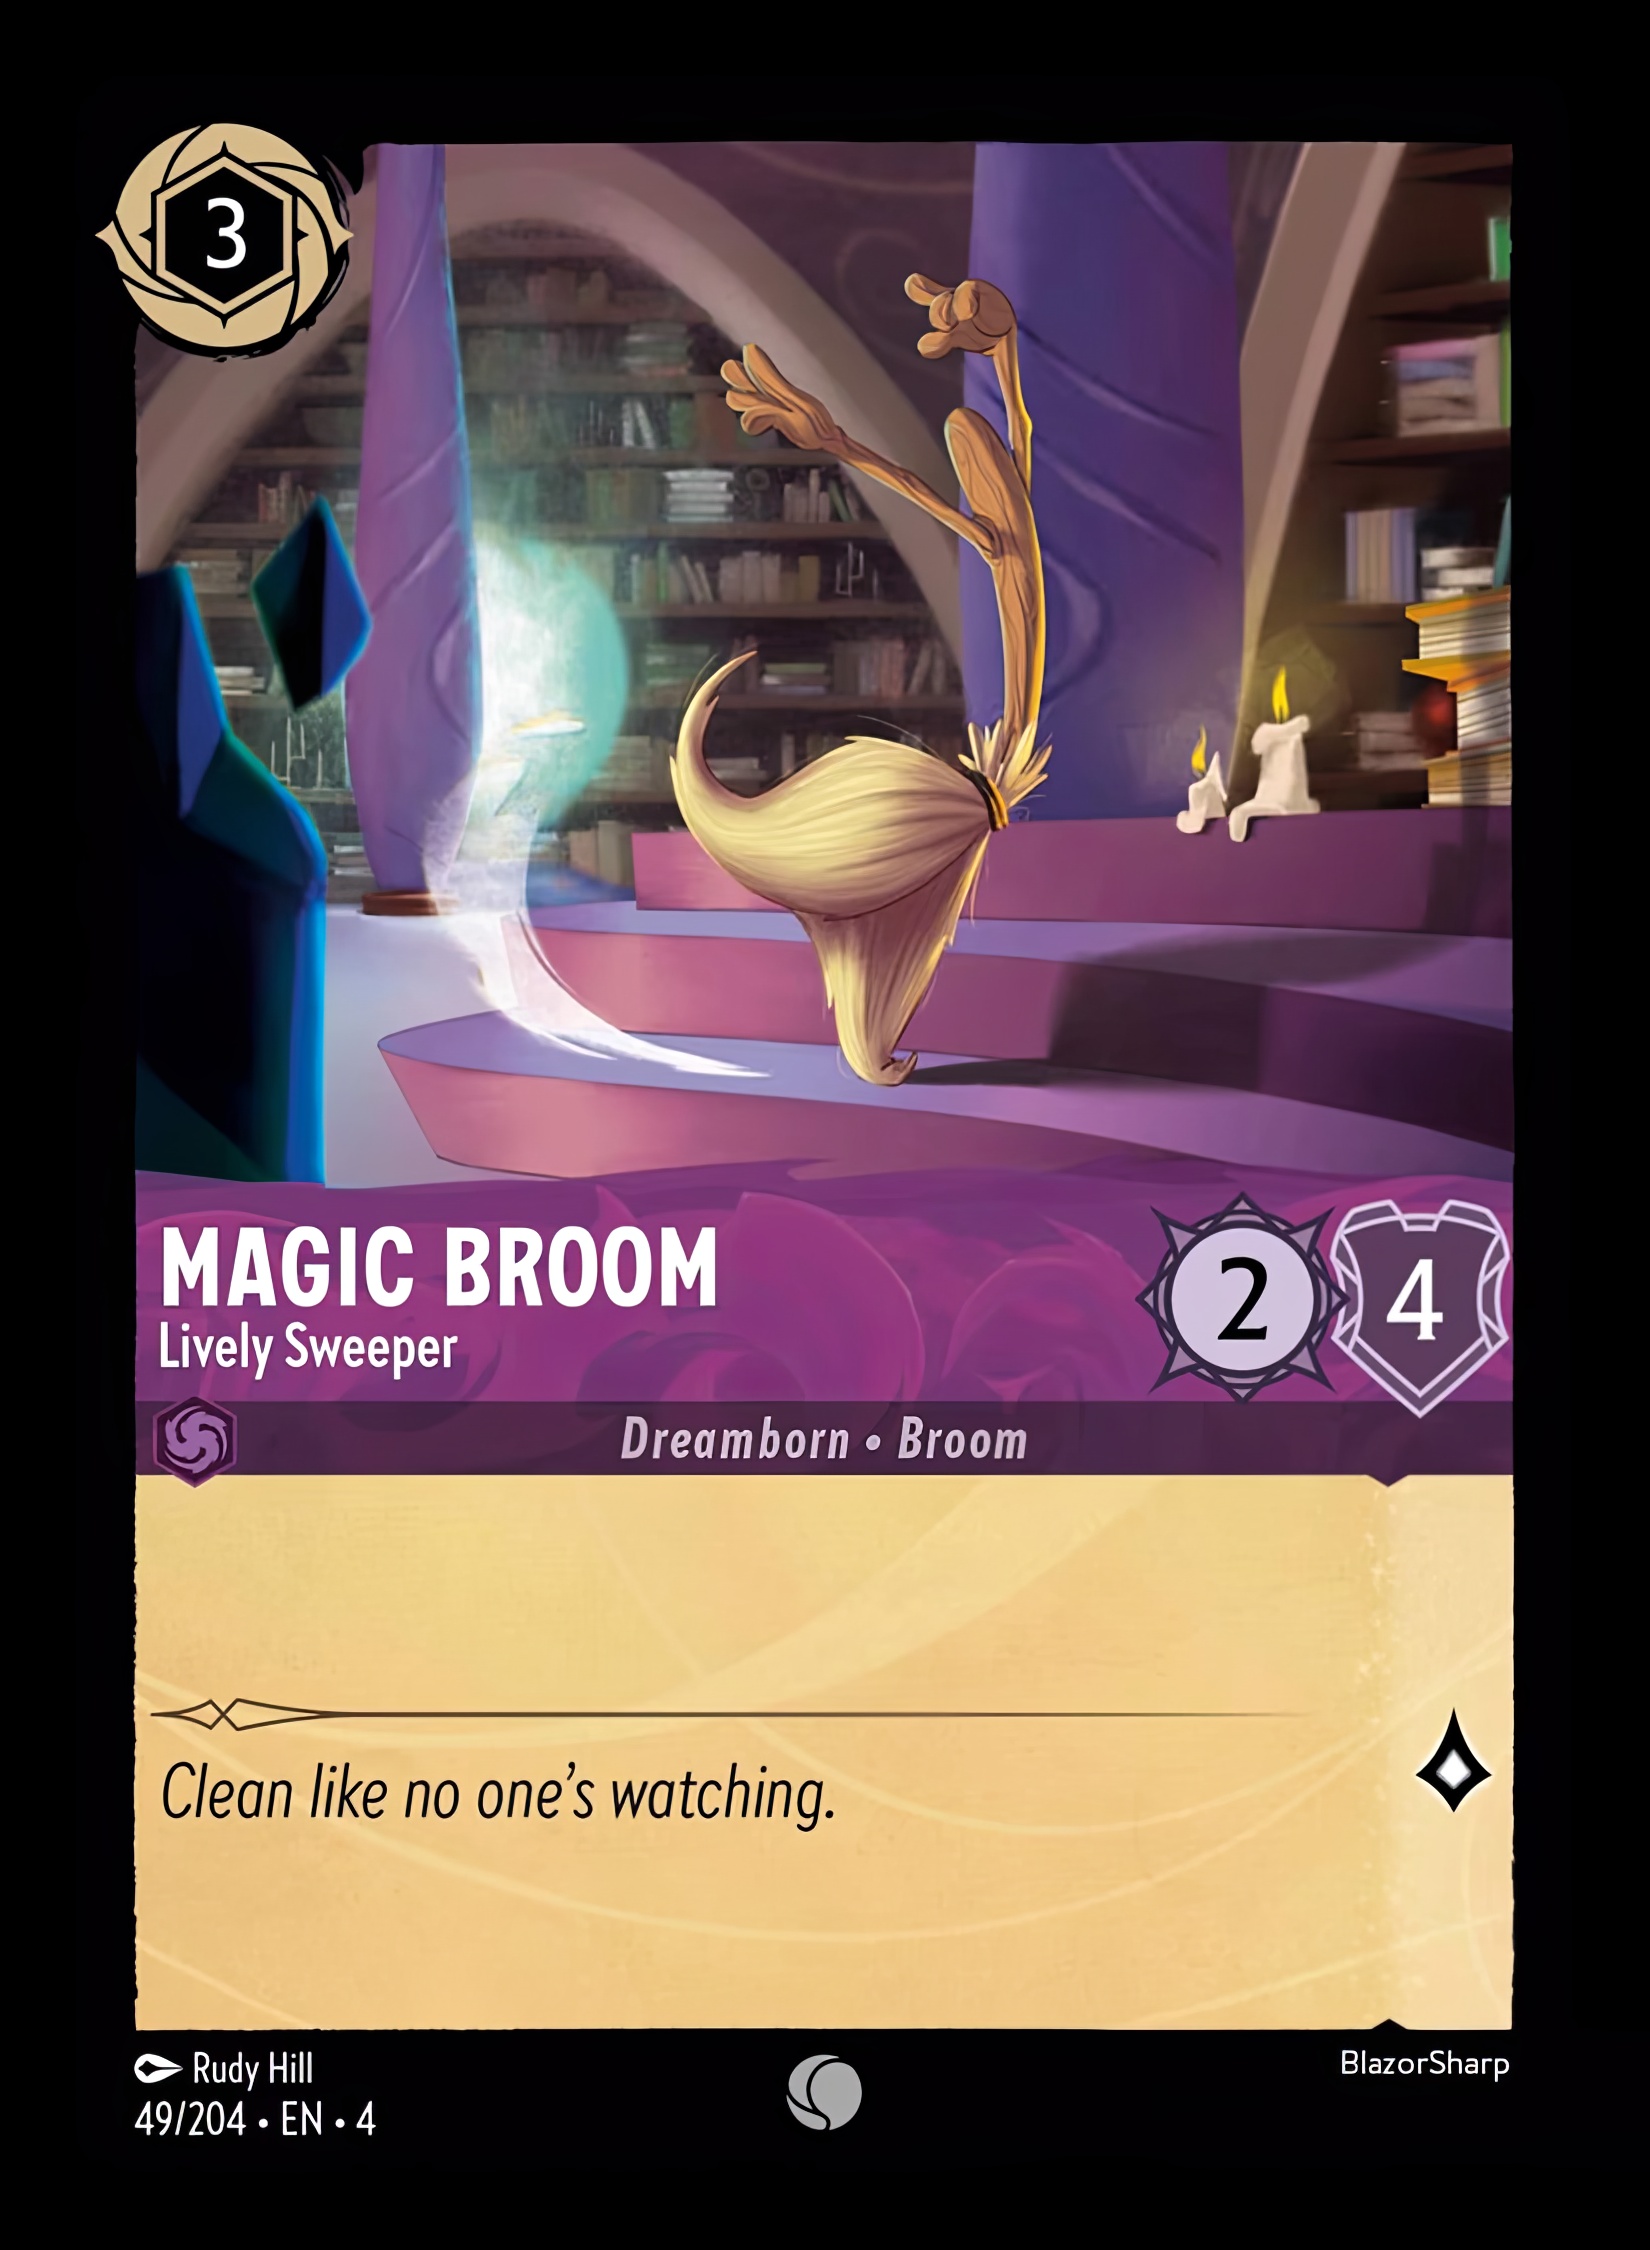 3
MAGIC BROOM
Lively Sweeper
2
4
Dreamborn • Broom
Clean like no one’s watching.
Rudy Hill
BlazorSharp
49/204 • EN • 4